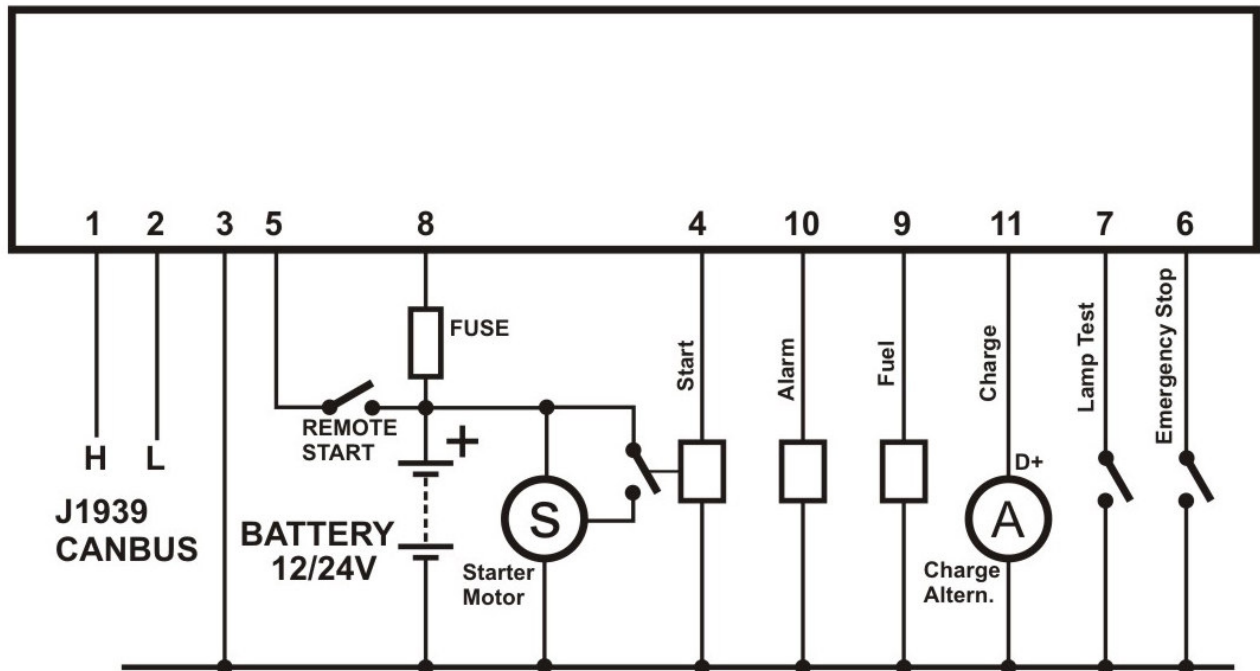 1 2 3 5 8 4 10 9 11 7 6
FUSE
REMOTE
START
+
H L
J1939
CANBUS
BATTERY
12/24V
S
Starter
Motor
Start
Alarm
Fuel
Charge
D+
A
Charge
Altern.
Lamp Test
Emergency Stop